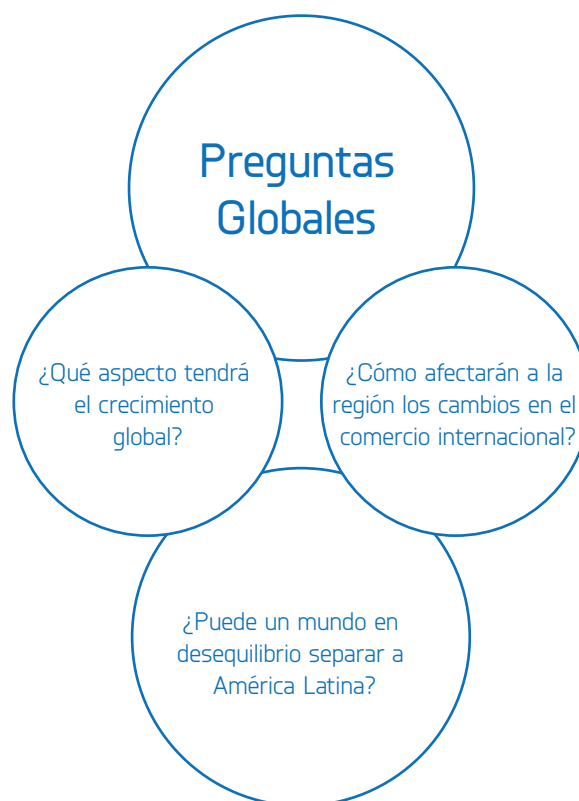 Preguntas
Globales
¿Qué aspecto tendrá
el crecimiento
global?
¿Cómo afectarán a la
región los cambios en el
comercio internacional?
¿Puede un mundo en
desequilibrio separar a
América Latina?